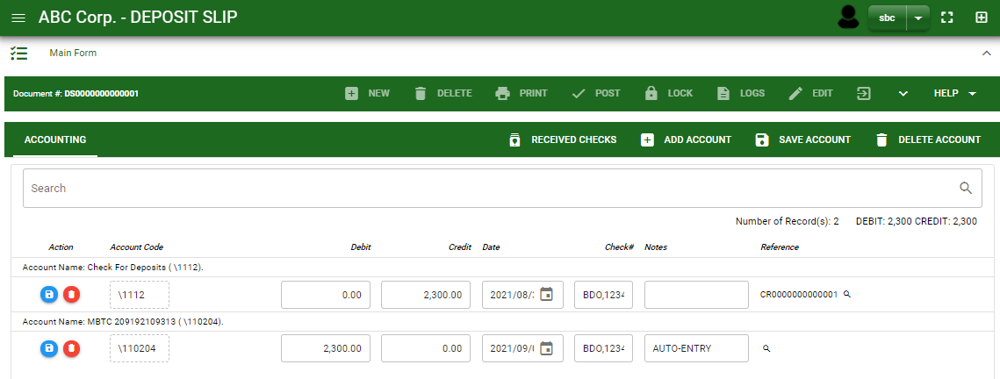 ABC Corp. - DEPOSIT SLIP sbc
Main Form
Document #: DS0000000000001 NEW DELETE PRINT POST LOCK LOGS EDIT HELP
ACCOUNTING RECEIVED CHECKS ADD ACCOUNT SAVE ACCOUNT DELETE ACCOUNT
Search
Number of Record(s): 2 DEBIT: 2,300 CREDIT: 2,300
Action Account Code Debit Credit Date Check# Notes Reference
Account Name: Check For Deposits ( \1112).
\1112 0.00 2,300.00 2021/08/ BDO,1234 CR0000000000001
Account Name: MBTC 209192109313 ( \110204).
\110204 2,300.00 0.00 2021/09/ BDO,1234 AUTO-ENTRY